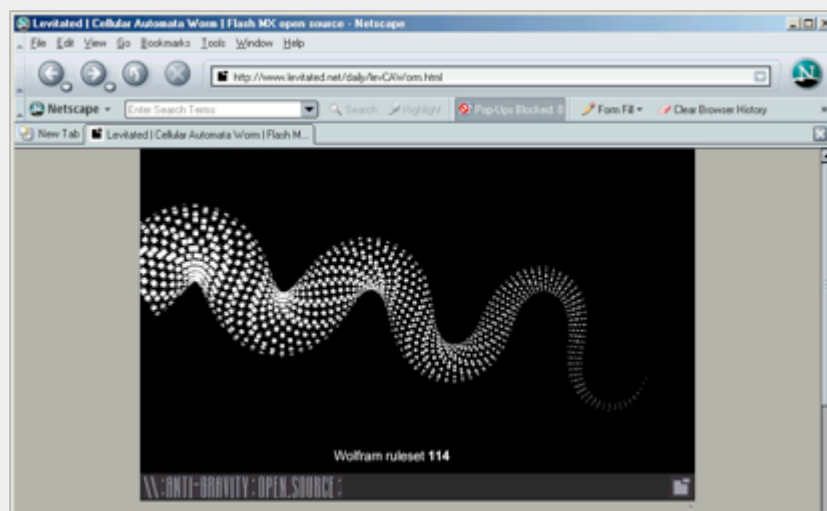 Levitated | Cellular Automata Worm | Flash MX open source - Netscape
File Edit View Go Bookmarks Tools Window Help
http://www.levitated.net/daily/levCAWorm.html
Netscape Enter Search Terms Search Highlight Pop-Ups Blocked: 8 Form Fill Clear Browser History
New Tab Levitated | Cellular Automata Worm | Flash M...
Wolfram ruleset 114
\\:ANTI-GRAVITY:OPEN.SOURCE: